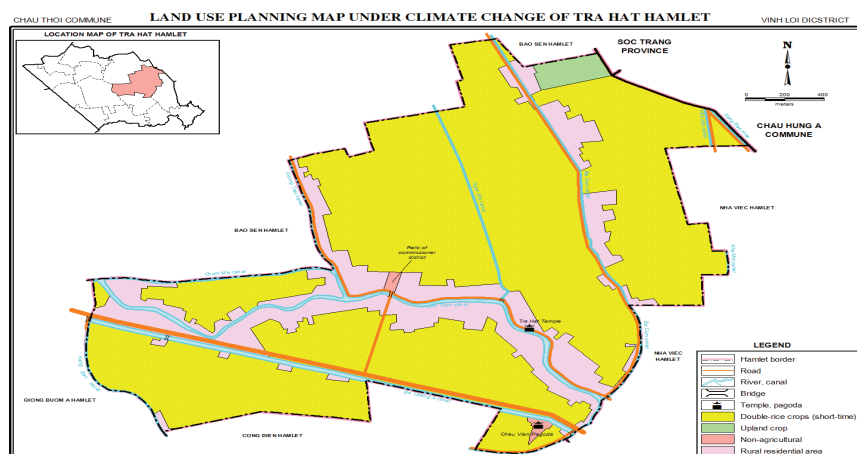 CHAU THOI COMMUNE
LAND USE PLANNING MAP UNDER CLIMATE CHANGE OF TRA HAT HAMLET
VINH LOI DICSTRICT
LOCATION MAP OF TRA HAT HAMLET
BAO SEN HAMLET
SOC TRANG
PROVINCE
N
200 0 400
meters
CHAU HUNG A
COMMUNE
NHA VIEC HAMLET
BAO SEN HAMLET
Relic of
commissioner
district
Tra Hat Temple
NHA VIEC
HAMLET
GIONG BUOM A HAMLET
CONG DIEN HAMLET
Chau Vien Pagoda
LEGEND
Hamlet border
Road
River, canal
Bridge
Temple, pagoda
Double-rice crops (short-time)
Upland crop
Non-agricultural
Rural residential area